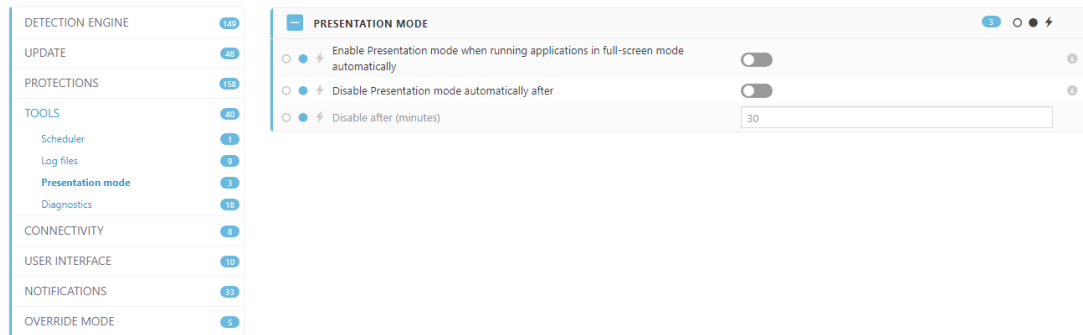 DETECTION ENGINE 149
UPDATE 48
PROTECTIONS 158
TOOLS 40
Scheduler 1
Log files 9
Presentation mode 3
Diagnostics 18
CONNECTIVITY 8
USER INTERFACE 10
NOTIFICATIONS 33
OVERRIDE MODE 5
PRESENTATION MODE 3
Enable Presentation mode when running applications in full-screen mode
automatically
Disable Presentation mode automatically after
Disable after (minutes) 30